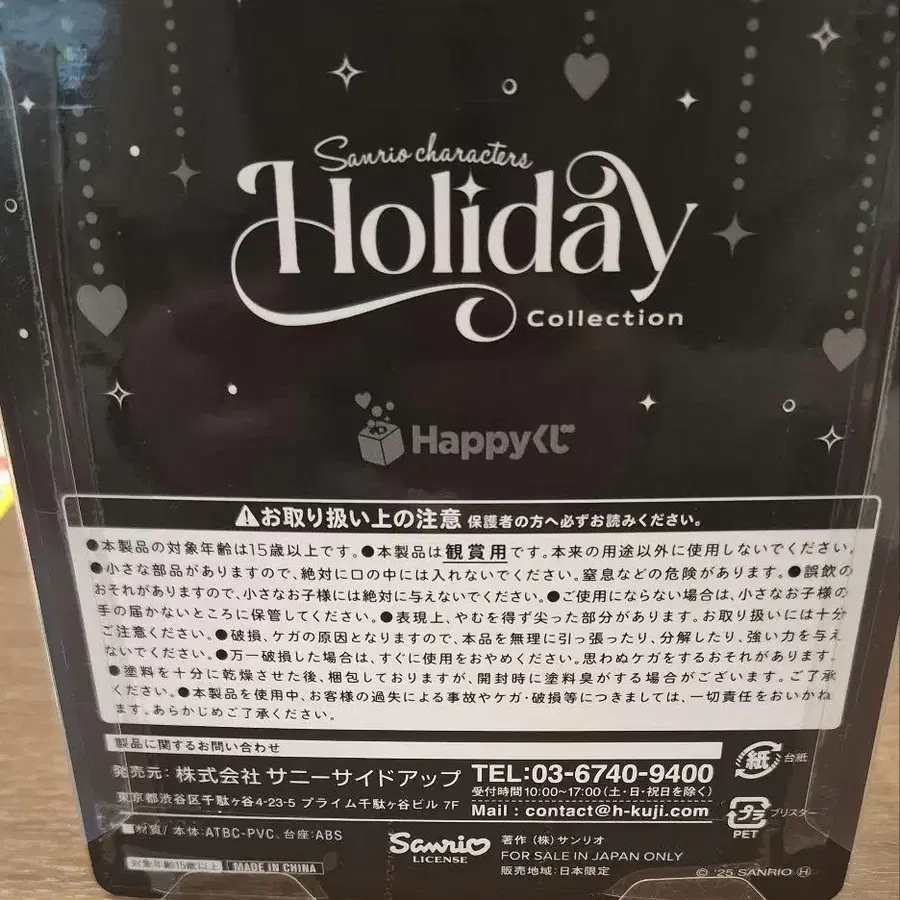 Sanrio characters
Holiday
Collection
Happyくじ
⚠お取り扱い上の注意 保護者の方へ必ずお読みください。
●本製品の対象年齢は15歳以上です。●本製品は観賞用です。本来の用途以外に使用しないでください。
●小さな部品がありますので、絶対に口の中には入れないでください。窒息などの危険があります。●誤飲の
おそれがありますので、小さなお子様には絶対に与えないでください。●ご使用にならない場合は、小さなお子様の
手の届かないところに保管してください。●表現上、やむを得ず尖った部分があります。お取り扱いには十分
ご注意ください。●破損、ケガの原因となりますので、本品を無理に引っ張ったり、分解したり、強い力を与え
ないでください。●万一破損した場合は、すぐに使用をおやめください。思わぬケガをするおそれがあります。
●塗料を十分に乾燥させた後、梱包しておりますが、開封時に塗料臭がする場合がございます。ご了承
ください。●本製品を使用中、お客様の過失による事故やケガ・破損等につきましては、一切責任をおいかね
ます。あらかじめご了承ください。
製品に関するお問い合わせ
発売元：株式会社 サニーサイドアップ
東京都渋谷区千駄ヶ谷4-23-5 プライム千駄ヶ谷ビル 7F
TEL:03-6740-9400
受付時間10:00~17:00（土・日・祝日を除く）
Mail : contact@h-kuji.com
紙 台紙
プラ ブリスター
PET
■材質/ 本体:ATBC-PVC、台座:ABS
対象年齢15歳以上
MADE IN CHINA
Sanrio
LICENSE
著作 (株)サンリオ
FOR SALE IN JAPAN ONLY
販売地域:日本限定
© '25 SANRIO Ⓗ